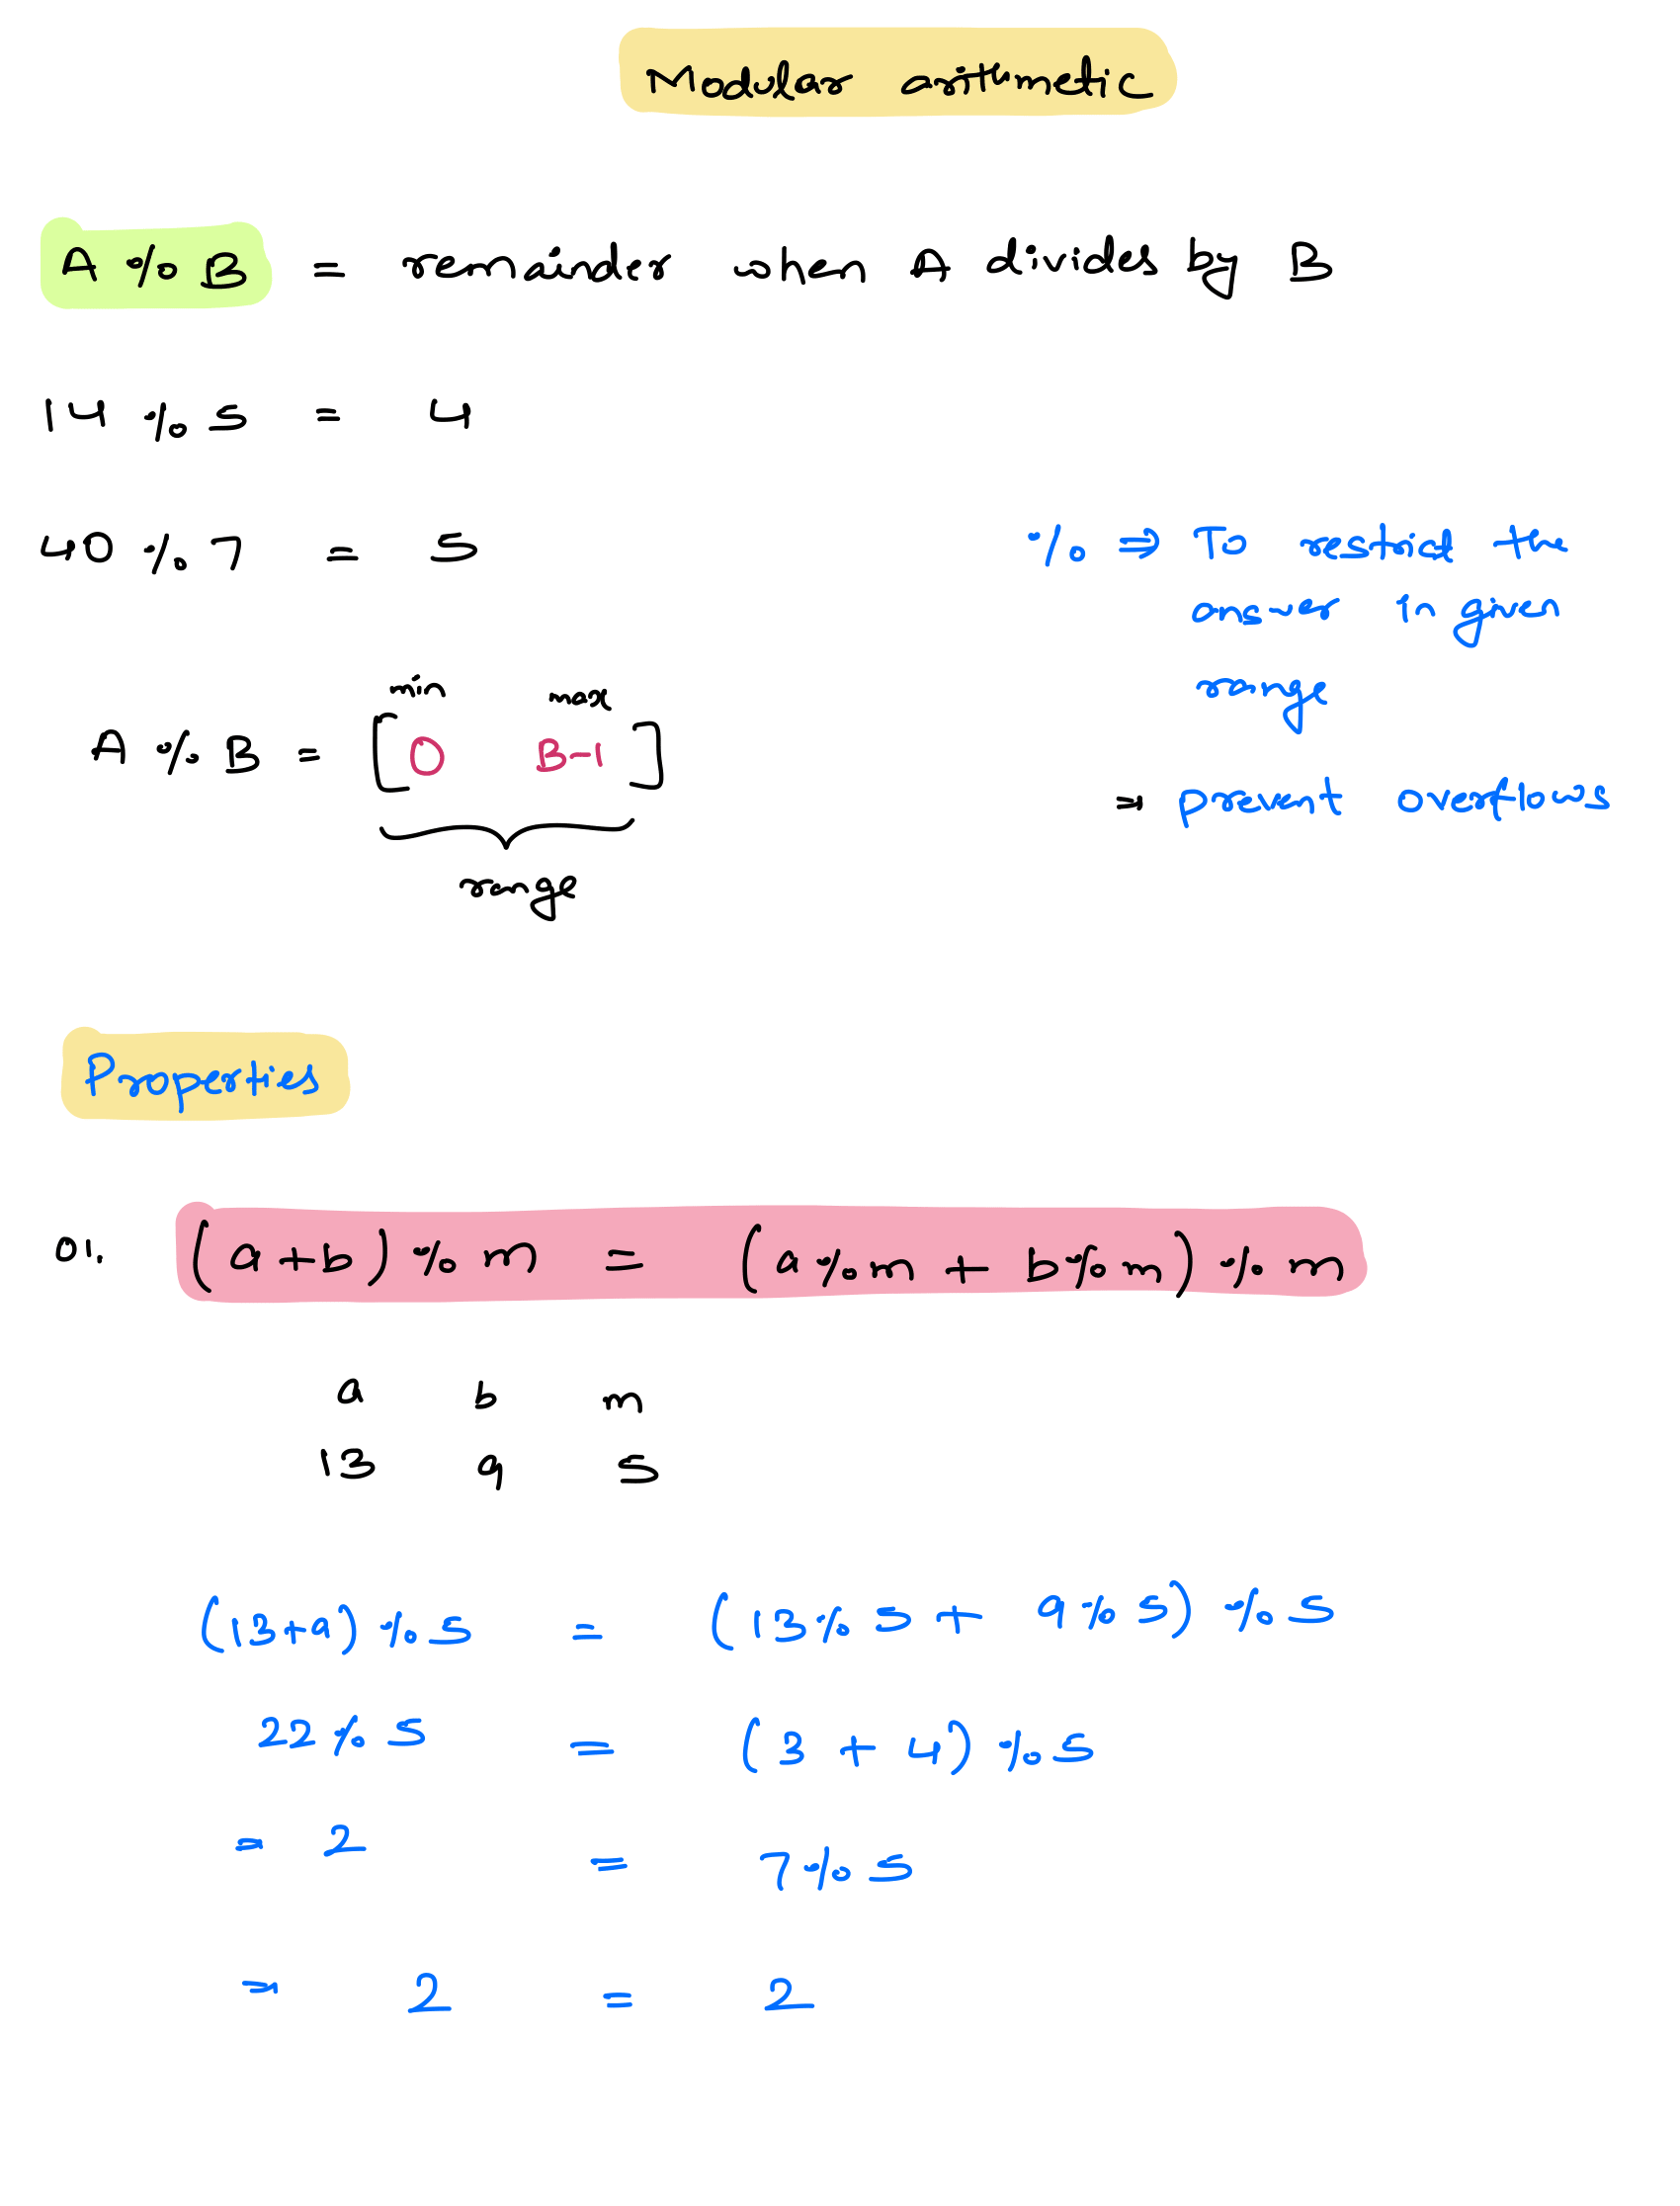 Modular arithmetic
A % B = remainder when A divides by B
14 % 5 = 4
40 % 7 = 5
% ⇒ To restrict the
answer in given
range
min max
A % B = [0 B-1]
range
⇒ prevent overflows
Properties
01. (a+b) % m = (a%m + b%m) % m
a b m
13 9 5
(13+9) % 5 = (13%5 + 9%5) % 5
22 % 5 = (3 + 4) % 5
= 2 = 7 % 5
= 2 = 2